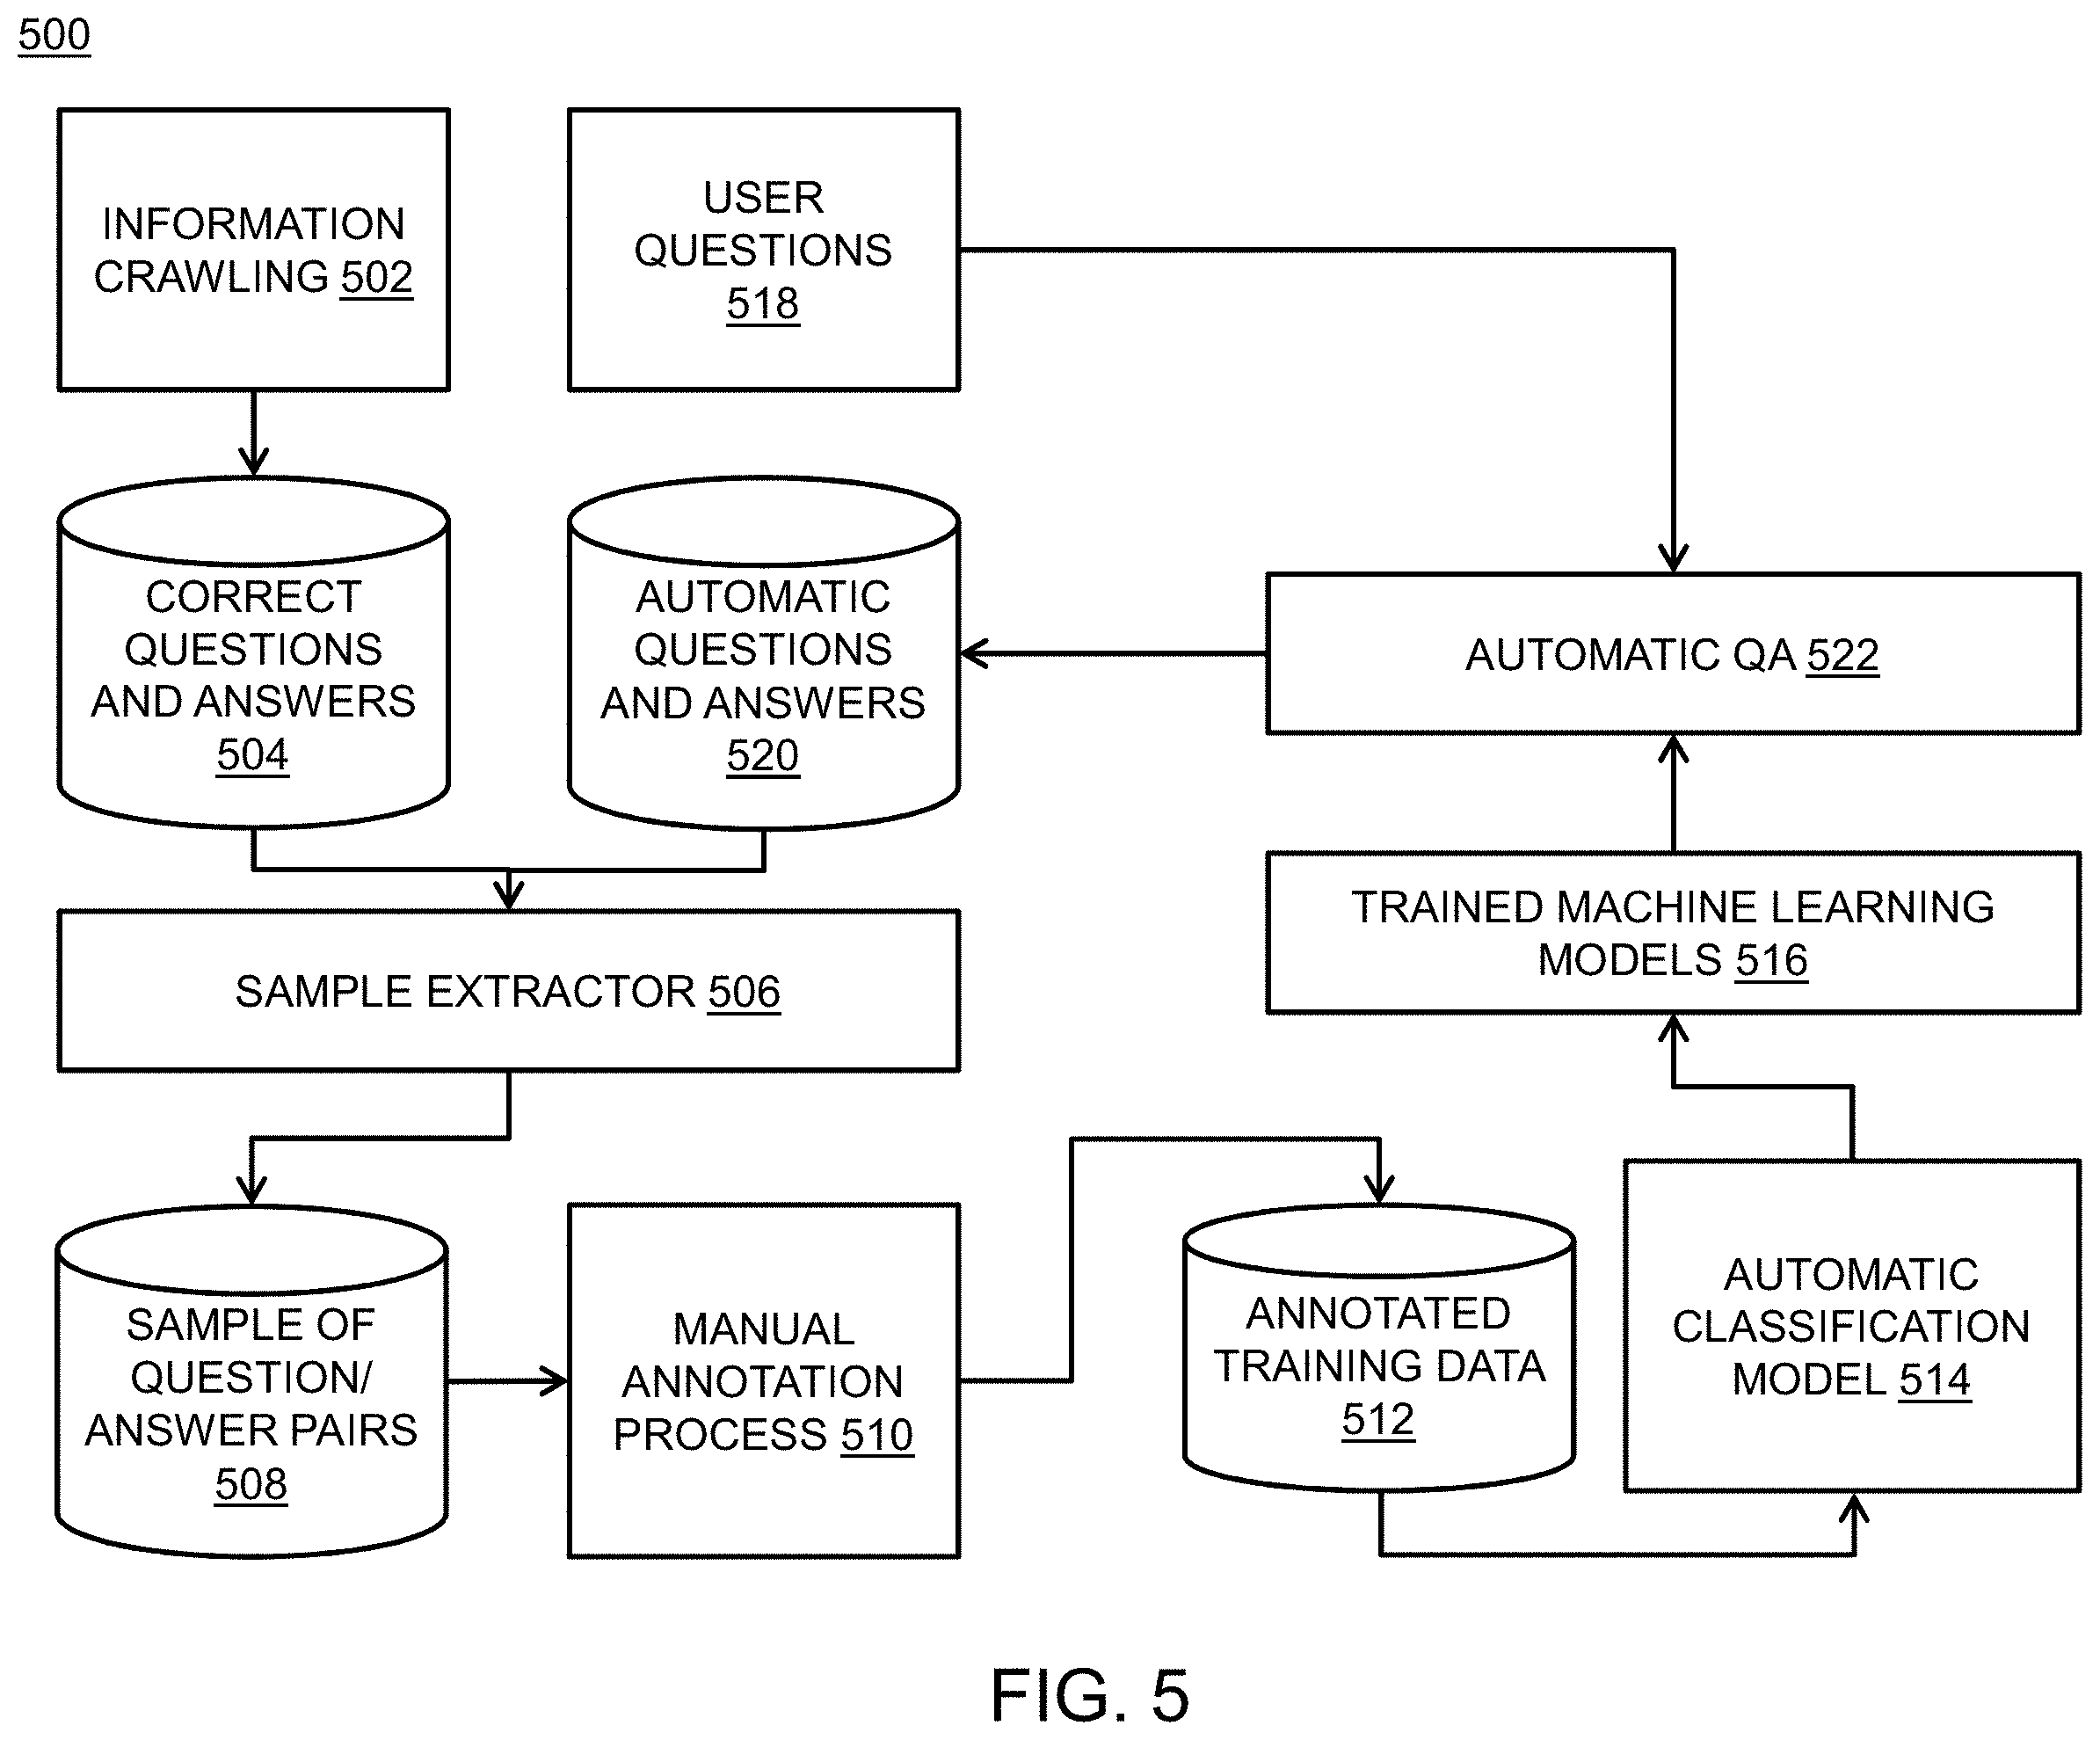 500
INFORMATION
CRAWLING 502
USER
QUESTIONS
518
CORRECT
QUESTIONS
AND ANSWERS
504
AUTOMATIC
QUESTIONS
AND ANSWERS
520
AUTOMATIC QA 522
TRAINED MACHINE LEARNING
MODELS 516
SAMPLE EXTRACTOR 506
SAMPLE OF
QUESTION/
ANSWER PAIRS
508
MANUAL
ANNOTATION
PROCESS 510
ANNOTATED
TRAINING DATA
512
AUTOMATIC
CLASSIFICATION
MODEL 514
FIG. 5